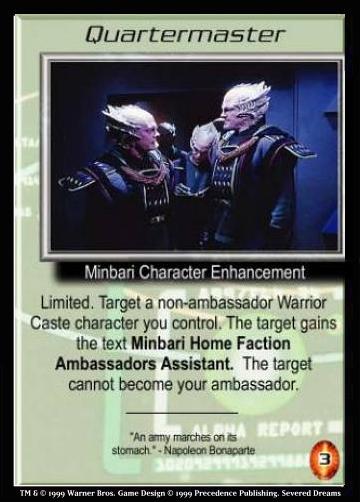 Quartermaster
Minbari Character Enhancement
Limited. Target a non-ambassador Warrior
Caste character you control. The target gains
the text Minbari Home Faction
Ambassadors Assistant. The target
cannot become your ambassador.
"An army marches on its
stomach." - Napoleon Bonaparte
ALPHA REPORT
3
TM & © 1999 Warner Bros. Game Design © 1999 Precedence Publishing. Severed Dreams